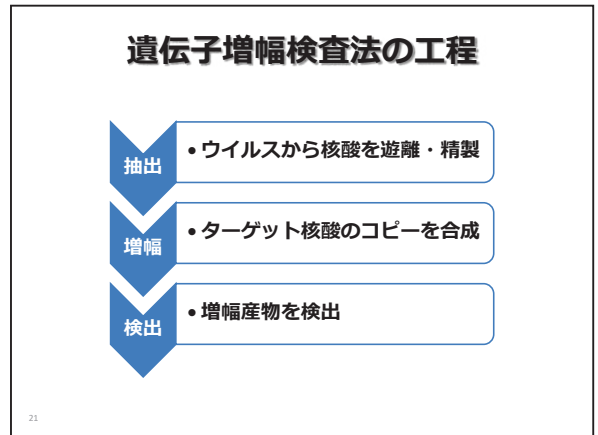 遺伝子増幅検査法の工程
抽出
• ウイルスから核酸を遊離・精製
増幅
• ターゲット核酸のコピーを合成
検出
• 増幅産物を検出
21